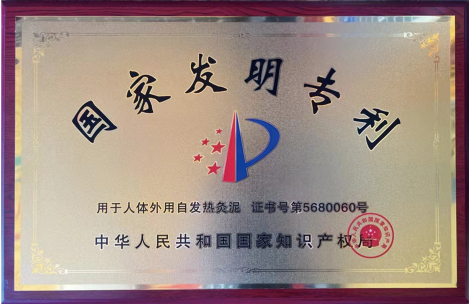 国家发明专利
用于人体外用自发热灸泥 证书号第5680060号
中华人民共和国国家知识产权局